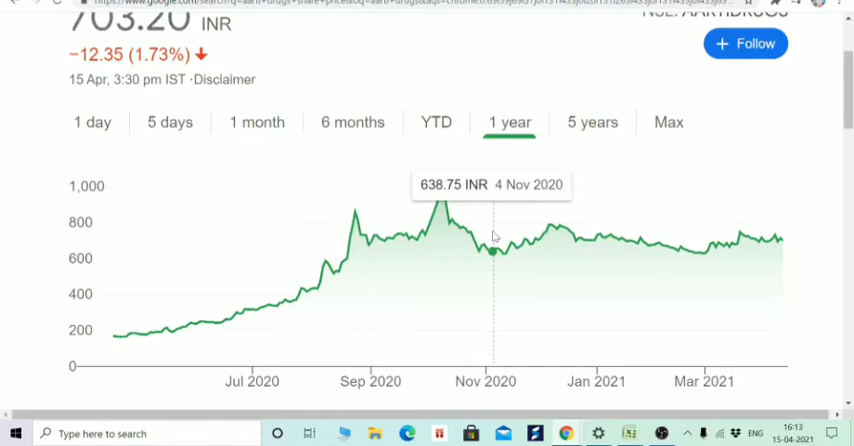 703.20 INR
−12.35 (1.73%)
15 Apr, 3:30 pm IST ·Disclaimer
+ Follow
1 day
5 days
1 month
6 months
YTD
1 year
5 years
Max
638.75 INR 4 Nov 2020
1,000
800
600
400
200
0
Jul 2020
Sep 2020
Nov 2020
Jan 2021
Mar 2021
Type here to search
ENG
16:13
15-04-2021